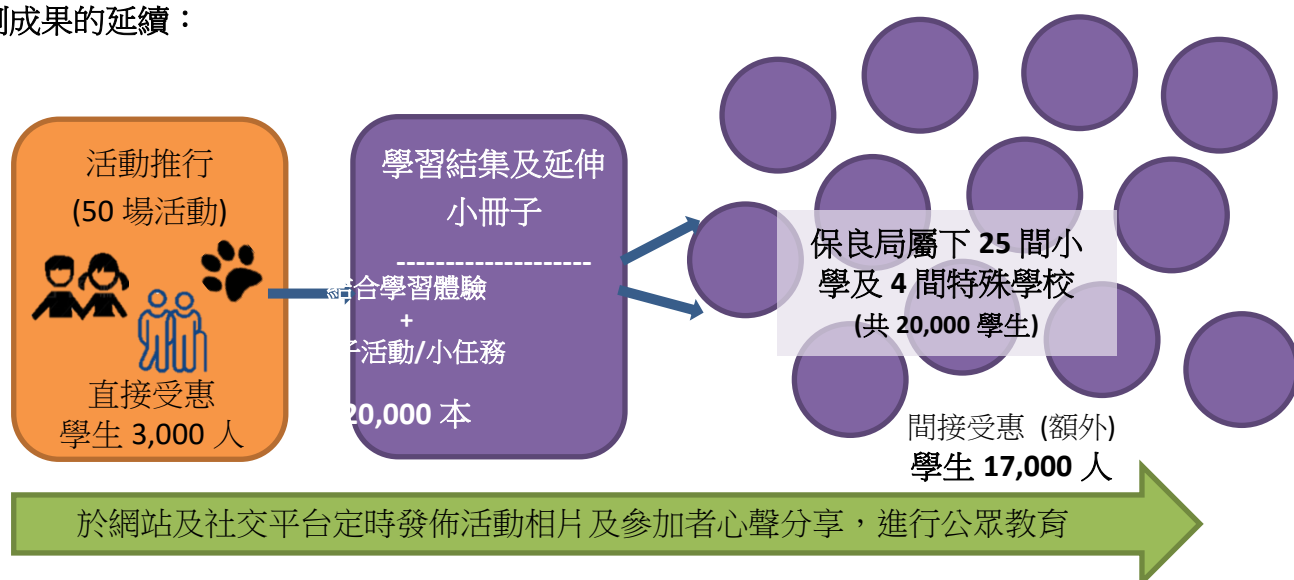 成果的延續：
活動推行
(50 場活動)
直接受惠
學生 3,000 人
學習結集及延伸
小冊子
--------------------
結合學習體驗
+
子活動/小任務
20,000 本
保良局屬下 25 間小
學及 4 間特殊學校
(共 20,000 學生)
間接受惠 (額外)
學生 17,000 人
於網站及社交平台定時發佈活動相片及參加者心聲分享，進行公眾教育